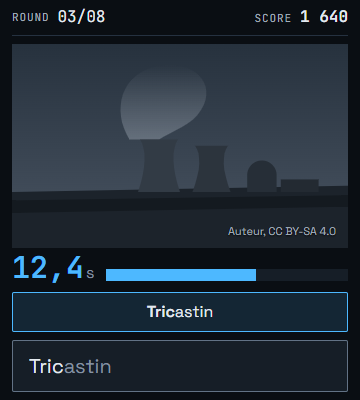 ROUND 03/08
SCORE 1 640
Auteur, CC BY-SA 4.0
12,4s
Tricastin
Tricastin